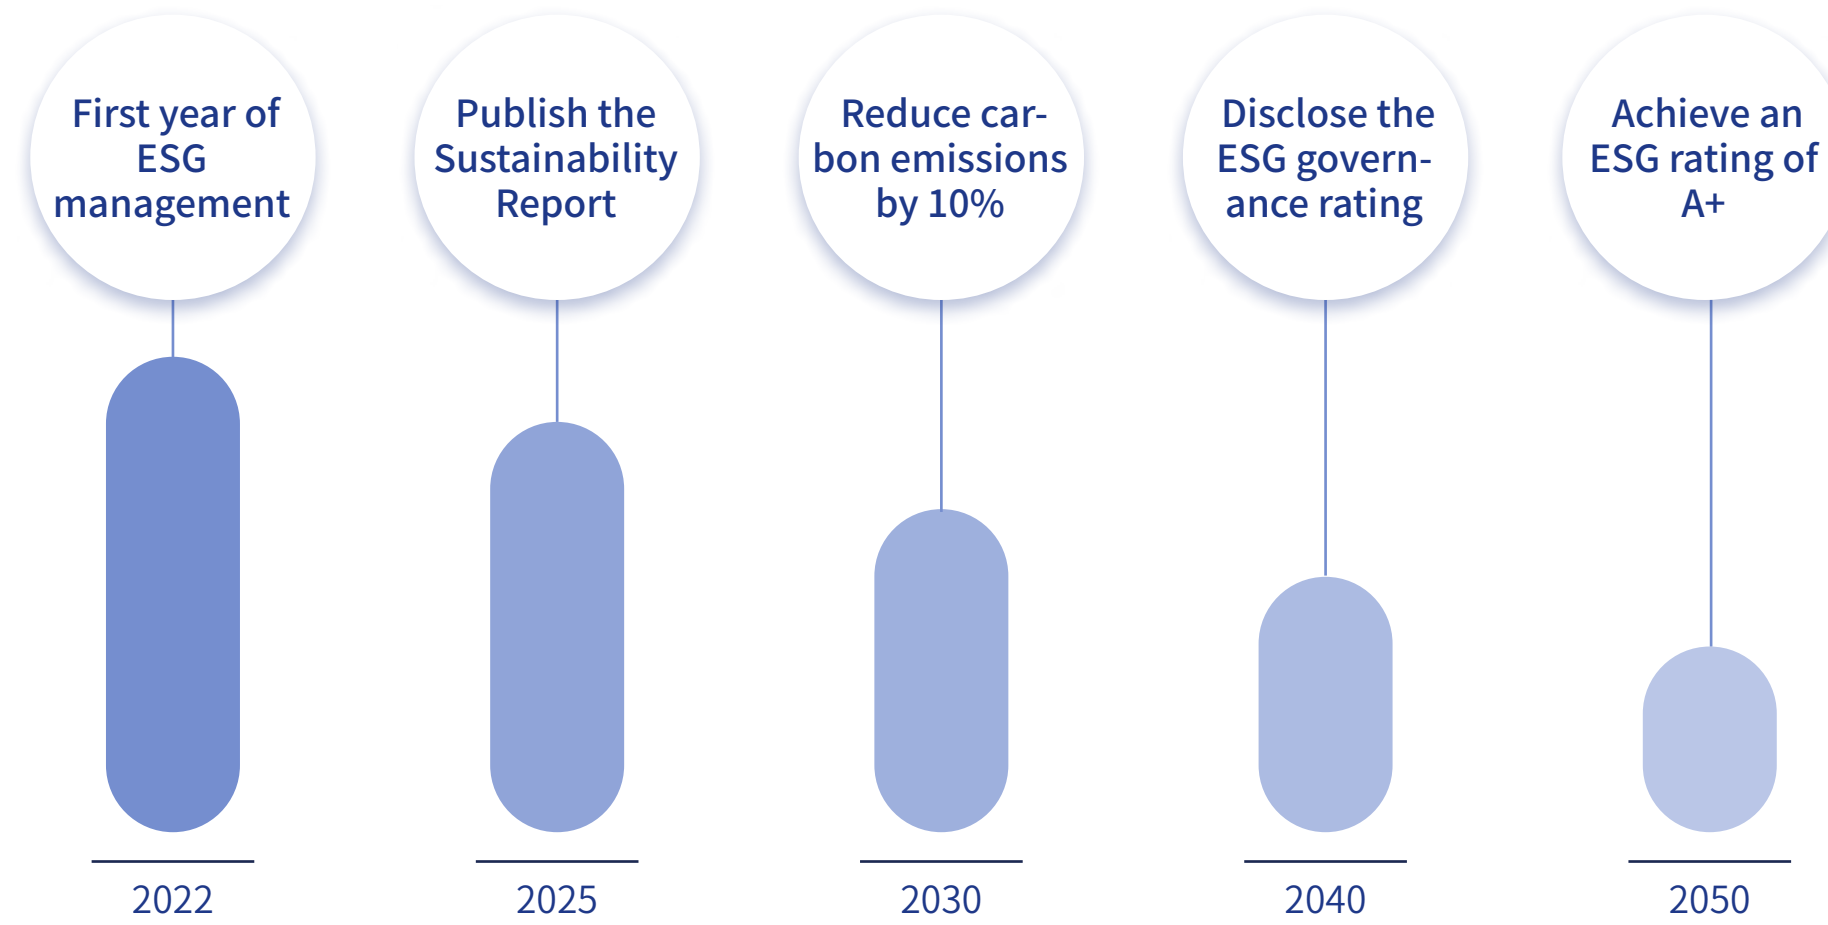 First year of
ESG
management
Publish the
Sustainability
Report
Reduce car-
bon emissions
by 10%
Disclose the
ESG govern-
ance rating
Achieve an
ESG rating of
A+
2022
2025
2030
2040
2050